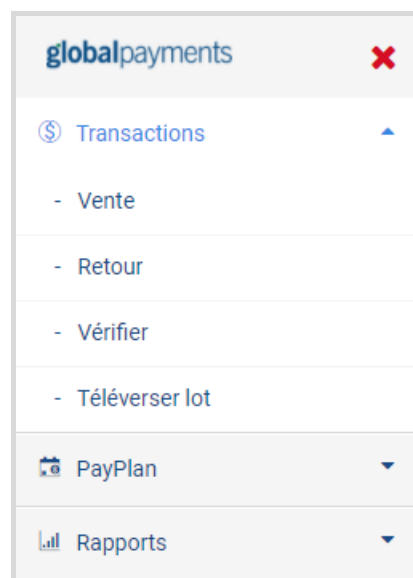 globalpayments
Transactions
- Vente
- Retour
- Vérifier
- Téléverser lot
PayPlan
Rapports